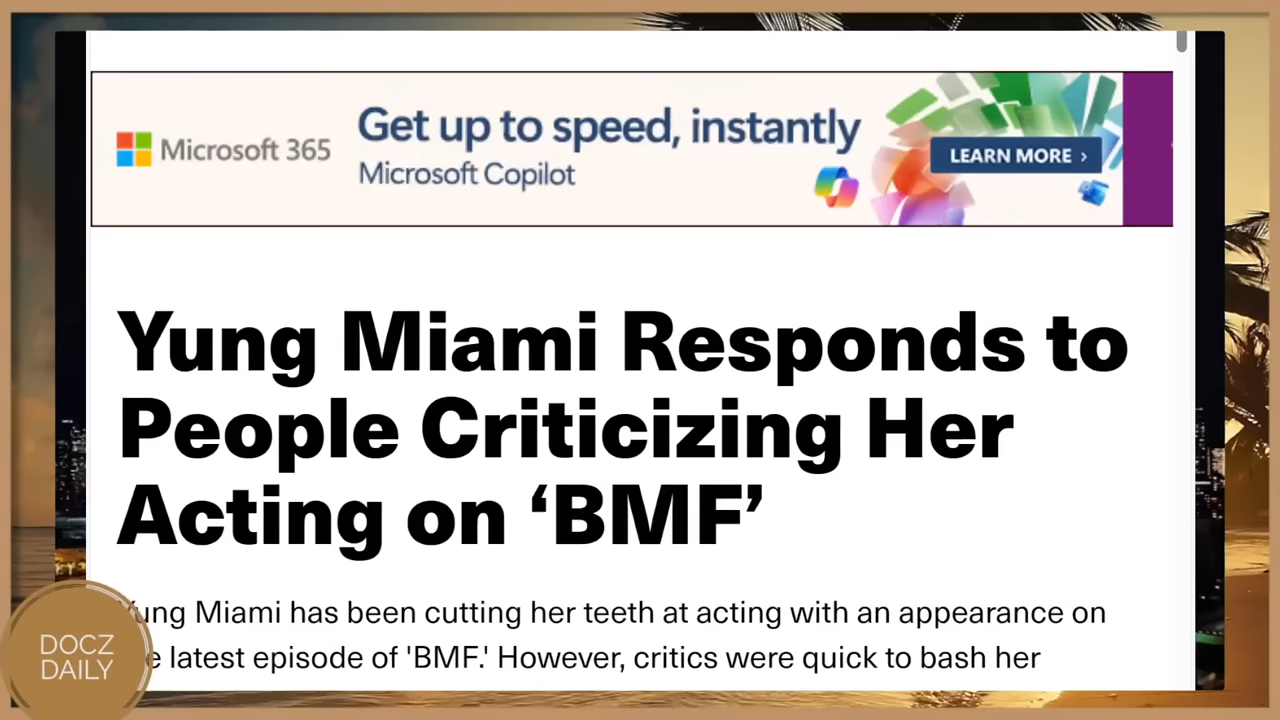 Microsoft 365
Get up to speed, instantly
Microsoft Copilot
LEARN MORE ›
Yung Miami Responds to
People Criticizing Her
Acting on ‘BMF’
Yung Miami has been cutting her teeth at acting with an appearance on
latest episode of 'BMF.' However, critics were quick to bash her
DOCZ
DAILY